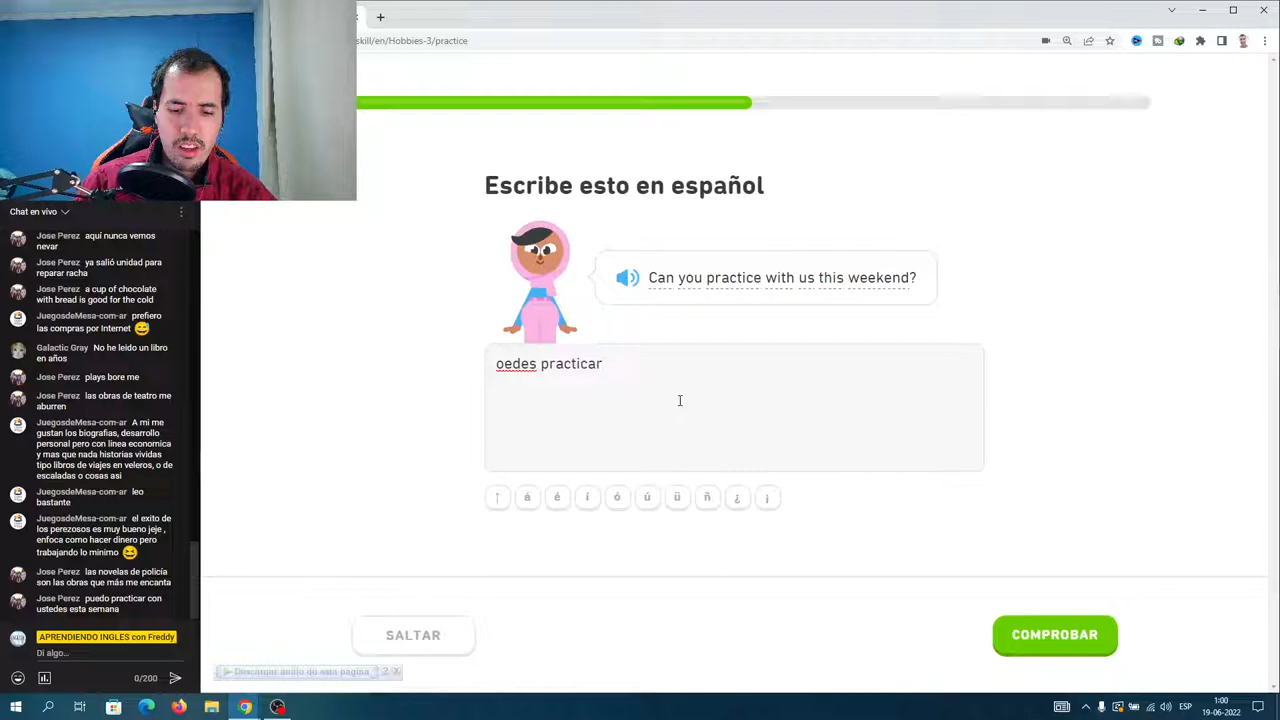 skill/en/Hobbies-3/practice
Escribe esto en español
Can you practice with us this weekend?
oedes practicar
↑ á é í ó ú ü ñ ¿ ¡
SALTAR
COMPROBAR
Descargar audio de esta página ? X
Chat en vivo
Jose Perez aquí nunca vemos
nevar
Jose Perez ya salió unidad para
reparar racha
Jose Perez a cup of chocolate
with bread is good for the cold
JuegosdeMesa-com-ar prefiero
las compras por Internet
Galactic Gray No he leido un libro
en años
Jose Perez plays bore me
Jose Perez las obras de teatro me
aburren
JuegosdeMesa-com-ar A mi me
gustan los biografias, desarrollo
personal pero con linea economica
y mas que nada historias vividas
tipo libros de viajes en veleros, o de
escaladas o cosas asi
JuegosdeMesa-com-ar leo
bastante
JuegosdeMesa-com-ar el exito de
los perezosos es muy bueno jeje ,
enfoca como hacer dinero pero
trabajando lo minimo
Jose Perez las novelas de policía
son las obras que más me encanta
Jose Perez puedo practicar con
ustedes esta semana
APRENDIENDO INGLES con Freddy
Di algo...
0/200
ESP
1:00
19-06-2022